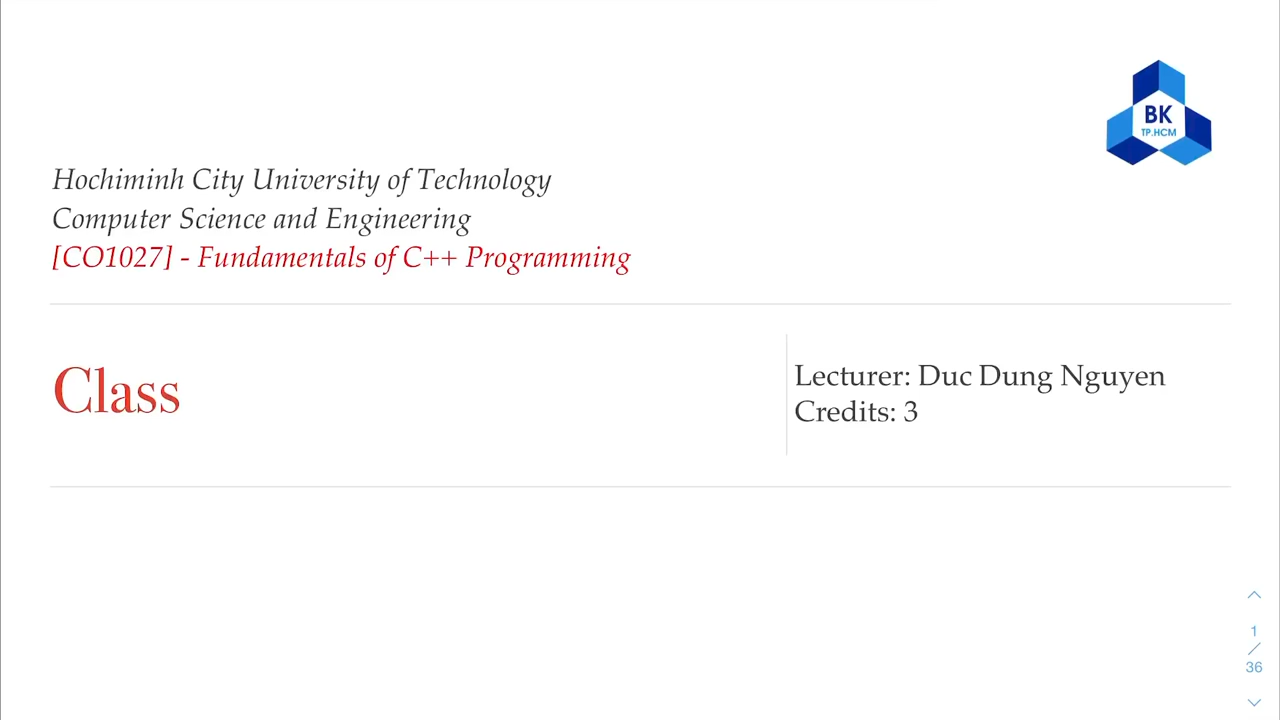 BK
TP.HCM
Hochiminh City University of Technology
Computer Science and Engineering
[CO1027] - Fundamentals of C++ Programming
Class
Lecturer: Duc Dung Nguyen
Credits: 3
1
/
36